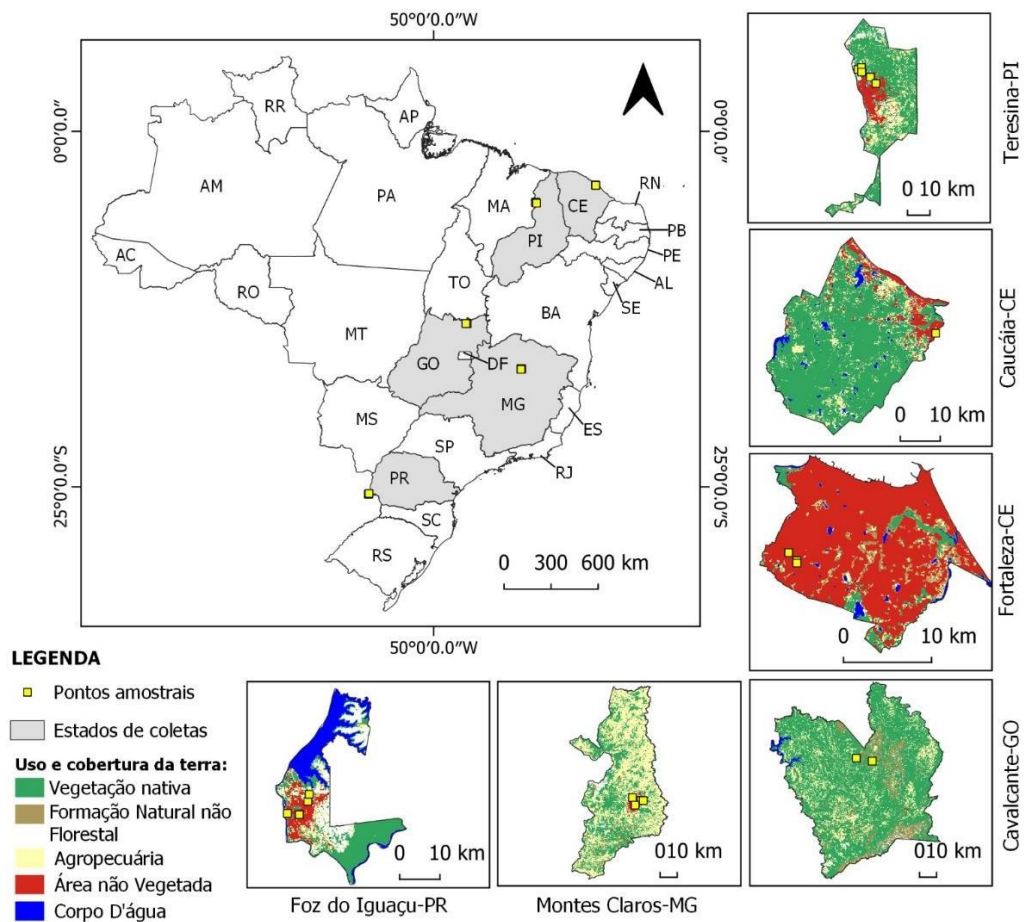 50°0'0.0"W
0°0'0.0"
0°0'0.0"
RR
AP
AM
PA
MA
CE
RN
PI
PB
PE
AC
TO
AL
RO
SE
BA
MT
GO
DF
MG
MS
ES
SP
RJ
PR
25°0'0.0"S
25°0'0.0"S
SC
RS
0 300 600 km
50°0'0.0"W
Teresina-PI
0 10 km
Caucáia-CE
0 10 km
Fortaleza-CE
0 10 km
Cavalcante-GO
010 km
LEGENDA
Pontos amostrais
Estados de coletas
Uso e cobertura da terra:
Vegetação nativa
Formação Natural não
Florestal
Agropecuária
Área não Vegetada
Corpo D'água
0 10 km
Foz do Iguaçu-PR
010 km
Montes Claros-MG